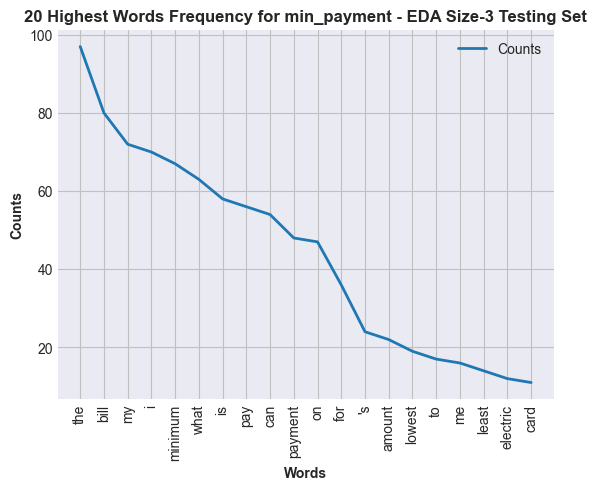 20 Highest Words Frequency for min_payment - EDA Size-3 Testing Set
Counts
100
80
60
40
20
Counts
the
bill
my
i
minimum
what
is
pay
can
payment
on
for
's
amount
lowest
to
me
least
electric
card
Words